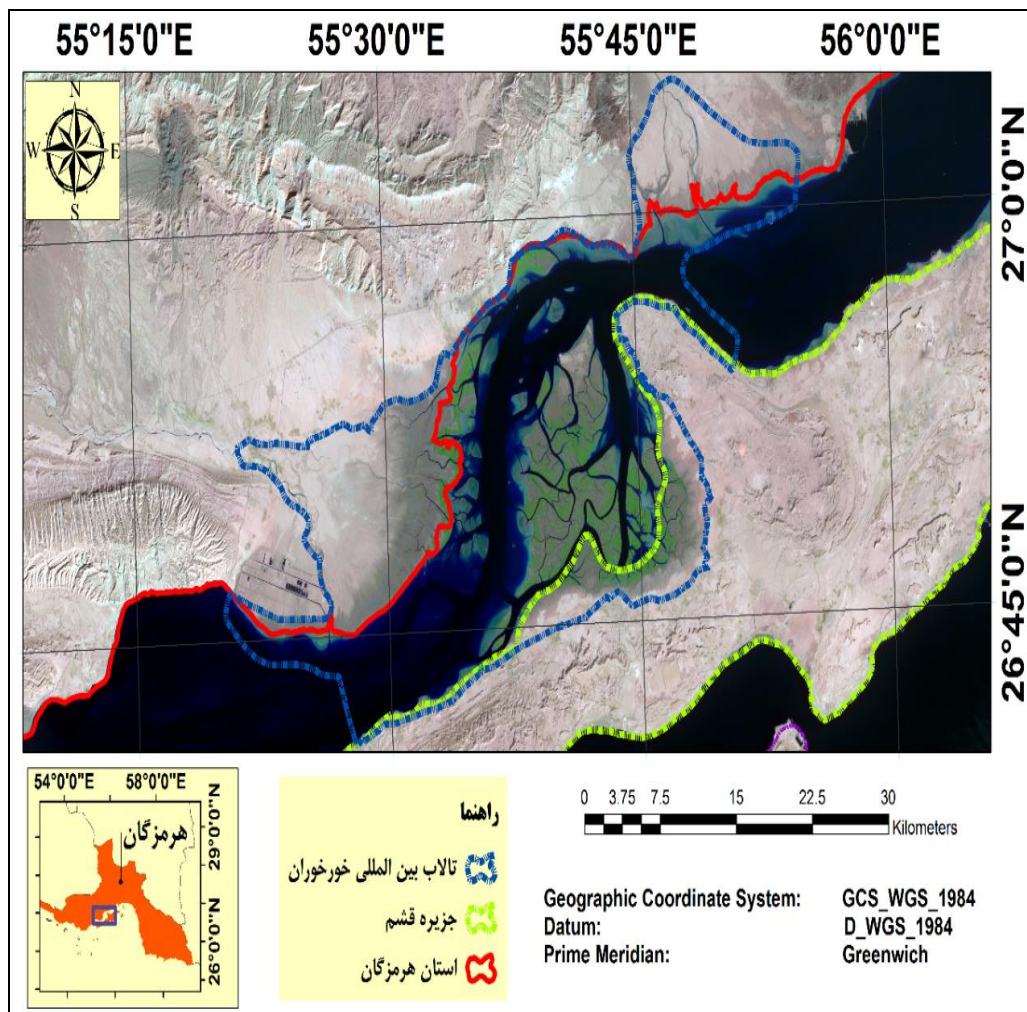 55°15'0"E 55°30'0"E 55°45'0"E 56°0'0"E
N
W E
S
27°0'0"N
26°45'0"N
54°0'0"E 58°0'0"E
هرمزگان
29°0'0"N
26°0'0"N
راهنما
تالاب بین المللی خورخوران
جزیره قشم
استان هرمزگان
0 3.75 7.5 15 22.5 30
Kilometers
Geographic Coordinate System: GCS_WGS_1984
Datum: D_WGS_1984
Prime Meridian: Greenwich